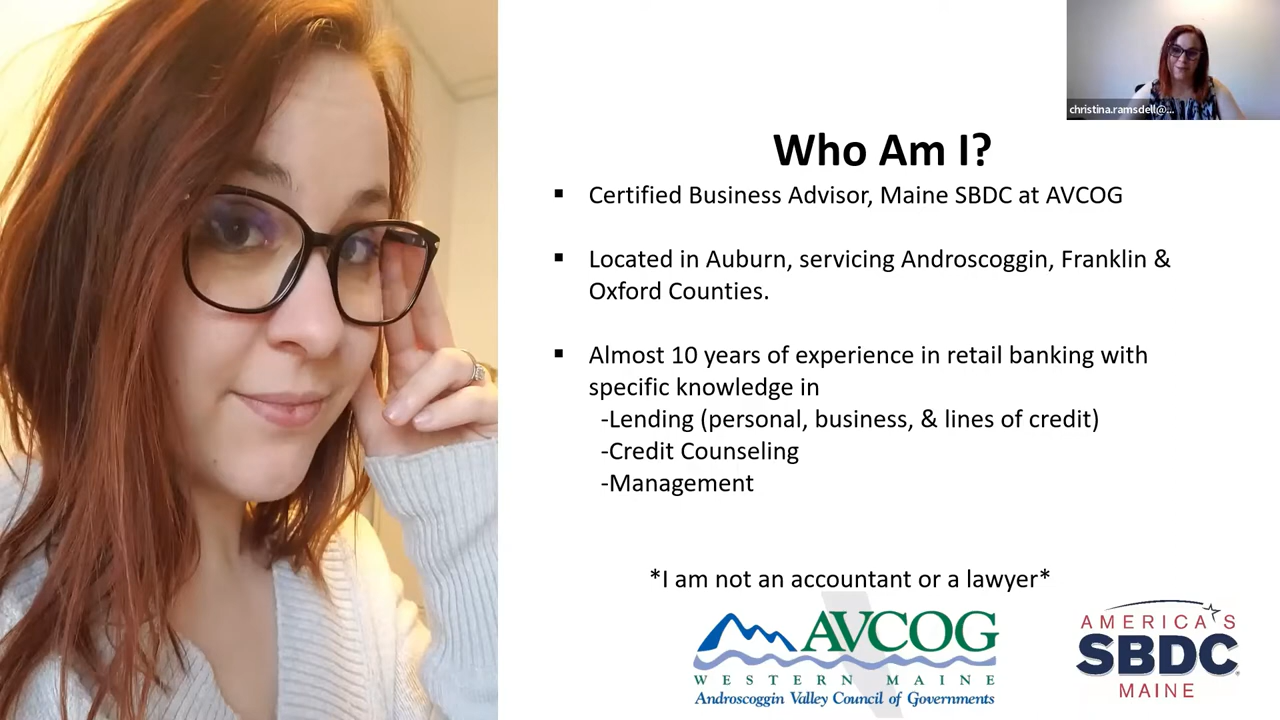 christina.ramsdell@...
Who Am I?
▪ Certified Business Advisor, Maine SBDC at AVCOG
▪ Located in Auburn, servicing Androscoggin, Franklin &
Oxford Counties.
▪ Almost 10 years of experience in retail banking with
specific knowledge in
-Lending (personal, business, & lines of credit)
-Credit Counseling
-Management
*I am not an accountant or a lawyer*
AVCOG
WESTERN MAINE
Androscoggin Valley Council of Governments
AMERICA'S
SBDC
MAINE